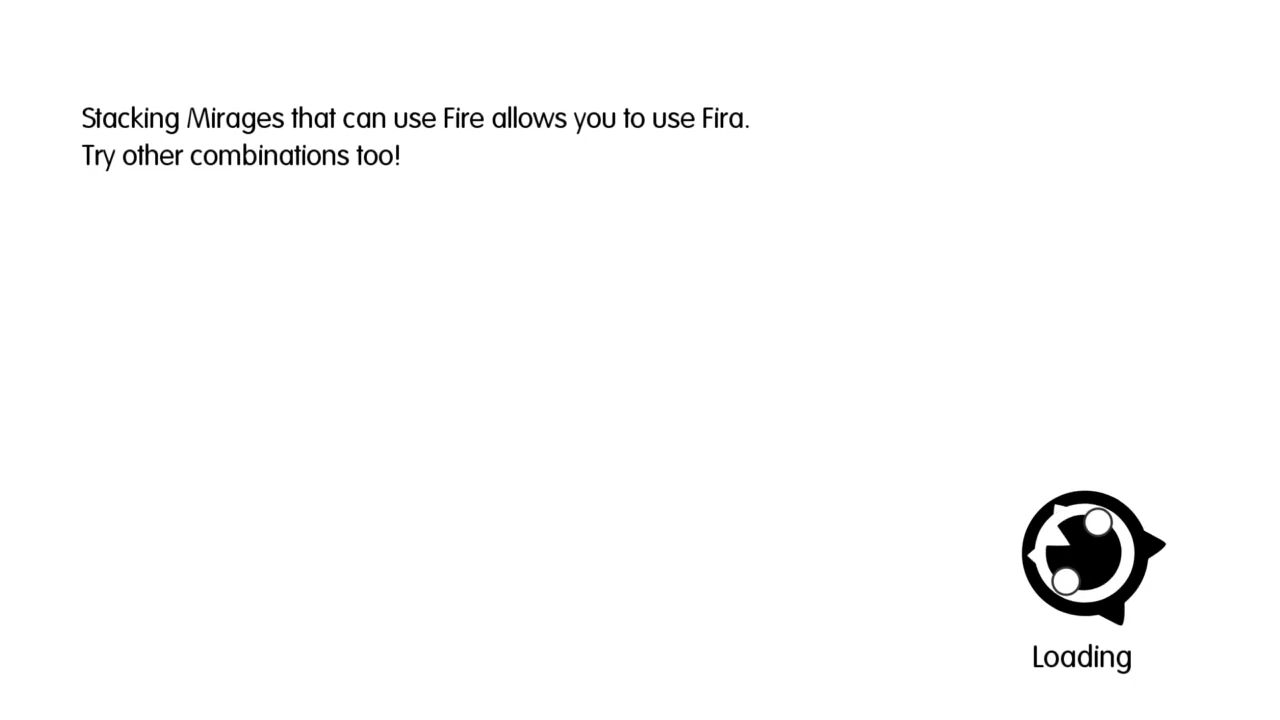 Stacking Mirages that can use Fire allows you to use Fira.
Try other combinations too!
Loading